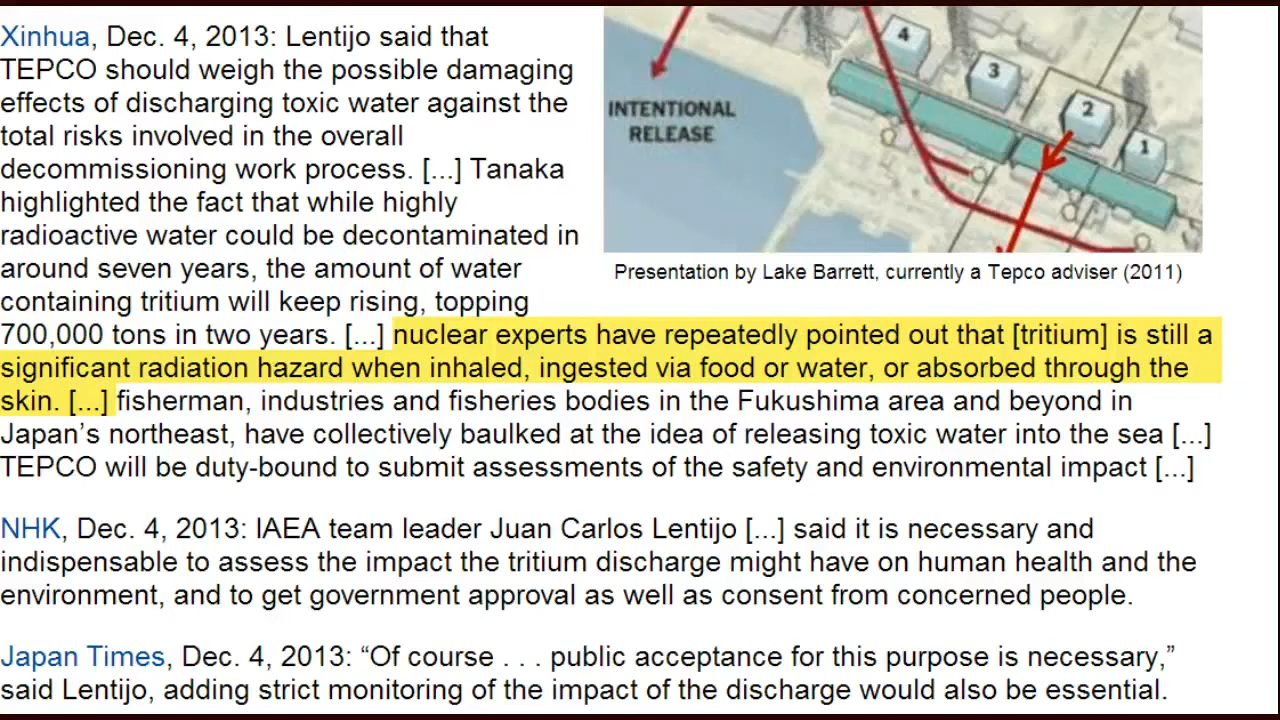 Xinhua, Dec. 4, 2013: Lentijo said that
TEPCO should weigh the possible damaging
effects of discharging toxic water against the
total risks involved in the overall
decommissioning work process. [...] Tanaka
highlighted the fact that while highly
radioactive water could be decontaminated in
around seven years, the amount of water
containing tritium will keep rising, topping
700,000 tons in two years. [...] nuclear experts have repeatedly pointed out that [tritium] is still a
significant radiation hazard when inhaled, ingested via food or water, or absorbed through the
skin. [...] fisherman, industries and fisheries bodies in the Fukushima area and beyond in
Japan’s northeast, have collectively baulked at the idea of releasing toxic water into the sea [...]
TEPCO will be duty-bound to submit assessments of the safety and environmental impact [...]
4
3
2
1
INTENTIONAL
RELEASE
Presentation by Lake Barrett, currently a Tepco adviser (2011)
NHK, Dec. 4, 2013: IAEA team leader Juan Carlos Lentijo [...] said it is necessary and
indispensable to assess the impact the tritium discharge might have on human health and the
environment, and to get government approval as well as consent from concerned people.
Japan Times, Dec. 4, 2013: “Of course . . . public acceptance for this purpose is necessary,”
said Lentijo, adding strict monitoring of the impact of the discharge would also be essential.